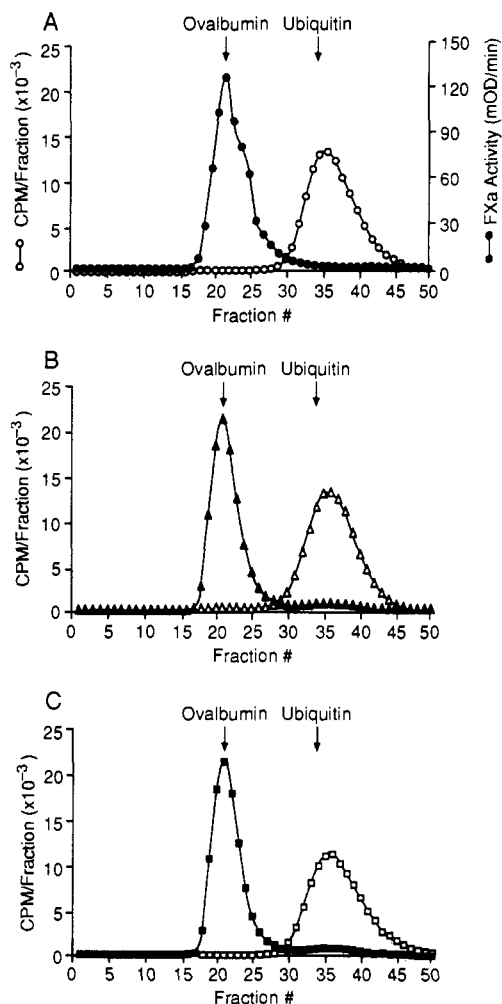 A
Ovalbumin Ubiquitin
CPM/Fraction (x10⁻³)
25
20
15
10
5
0
0 5 10 15 20 25 30 35 40 45 50
Fraction #
150
120
90
60
30
0
FXa Activity (mOD/min)
B
Ovalbumin Ubiquitin
CPM/Fraction (x10⁻³)
25
20
15
10
5
0
0 5 10 15 20 25 30 35 40 45 50
Fraction #
C
Ovalbumin Ubiquitin
CPM/Fraction (x10⁻³)
25
20
15
10
5
0
0 5 10 15 20 25 30 35 40 45 50
Fraction #